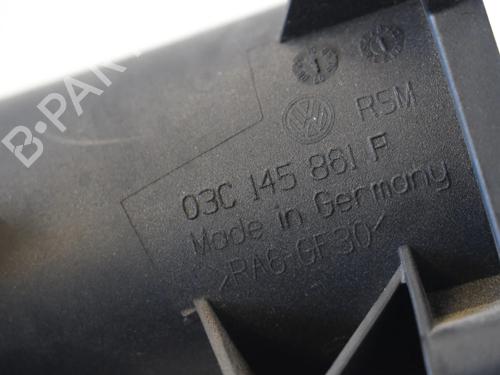 B-PARTS
RSM
03C 145 861 F
Made in Germany
>PA6-GF30<